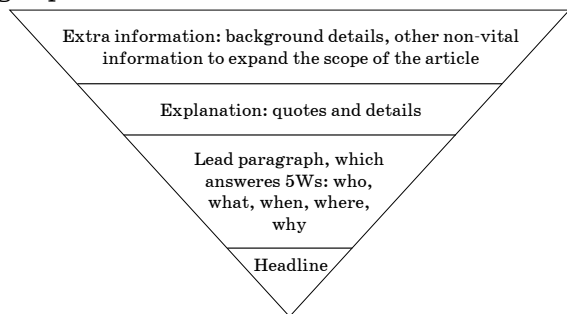 Extra information: background details, other non-vital
information to expand the scope of the article
Explanation: quotes and details
Lead paragraph, which
answeres 5Ws: who,
what, when, where,
why
Headline